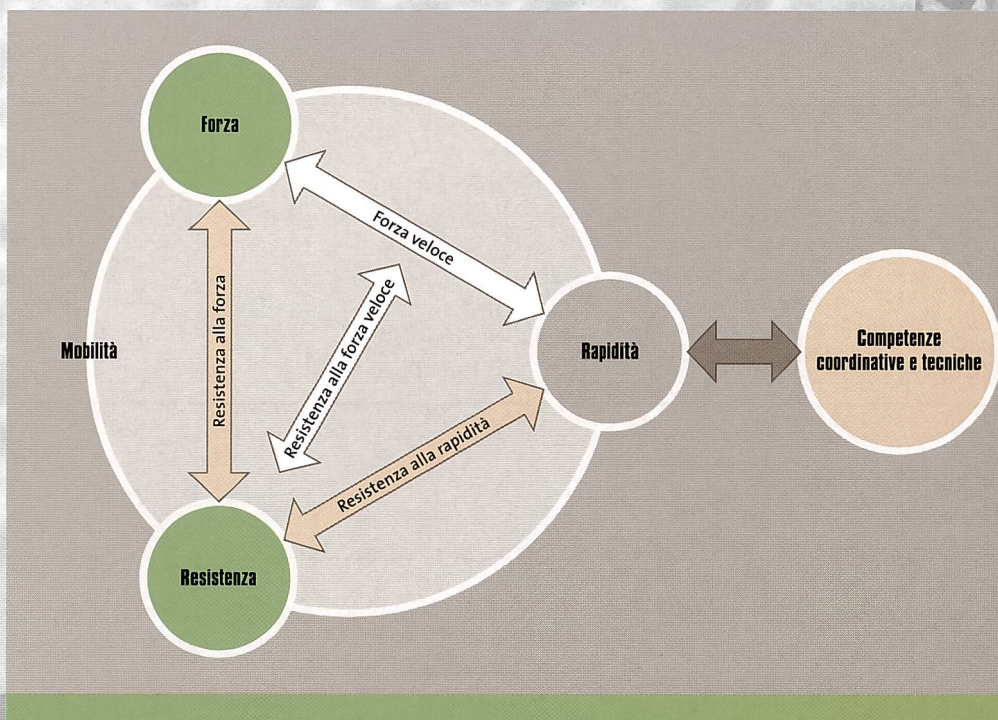 Forza
Forza veloce
Resistenza alla forza
Resistenza alla forza veloce
Mobilità
Rapidità
Competenze
coordinative e tecniche
Resistenza alla rapidità
Resistenza